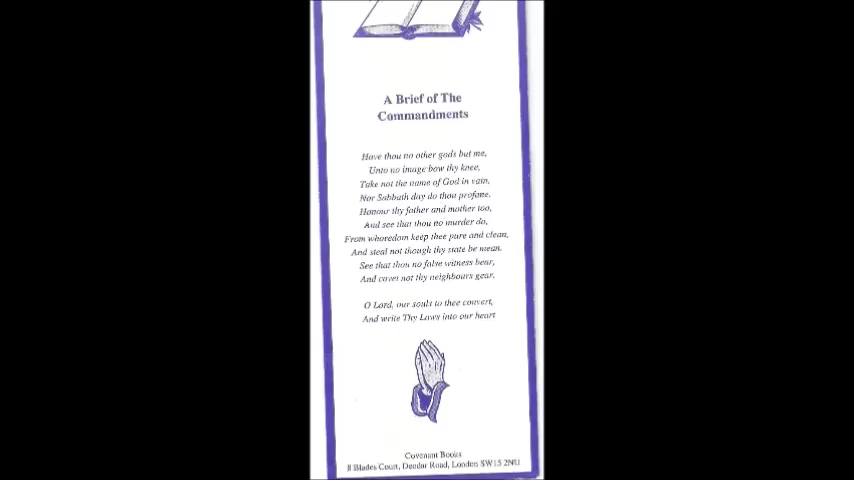 A Brief of The
Commandments
Have thou no other gods but me,
Unto no image bow thy knee,
Take not the name of God in vain,
Nor Sabbath day do thou profane.
Honour thy father and mother too,
And see that thou no murder do,
From whoredom keep thee pure and clean,
And steal not though thy state be mean.
See that thou no false witness bear,
And covet not thy neighbours gear.
O Lord, our souls to thee convert,
And write Thy Laws into our heart
Covenant Books
8 Blades Court, Deodar Road, London SW15 2NU